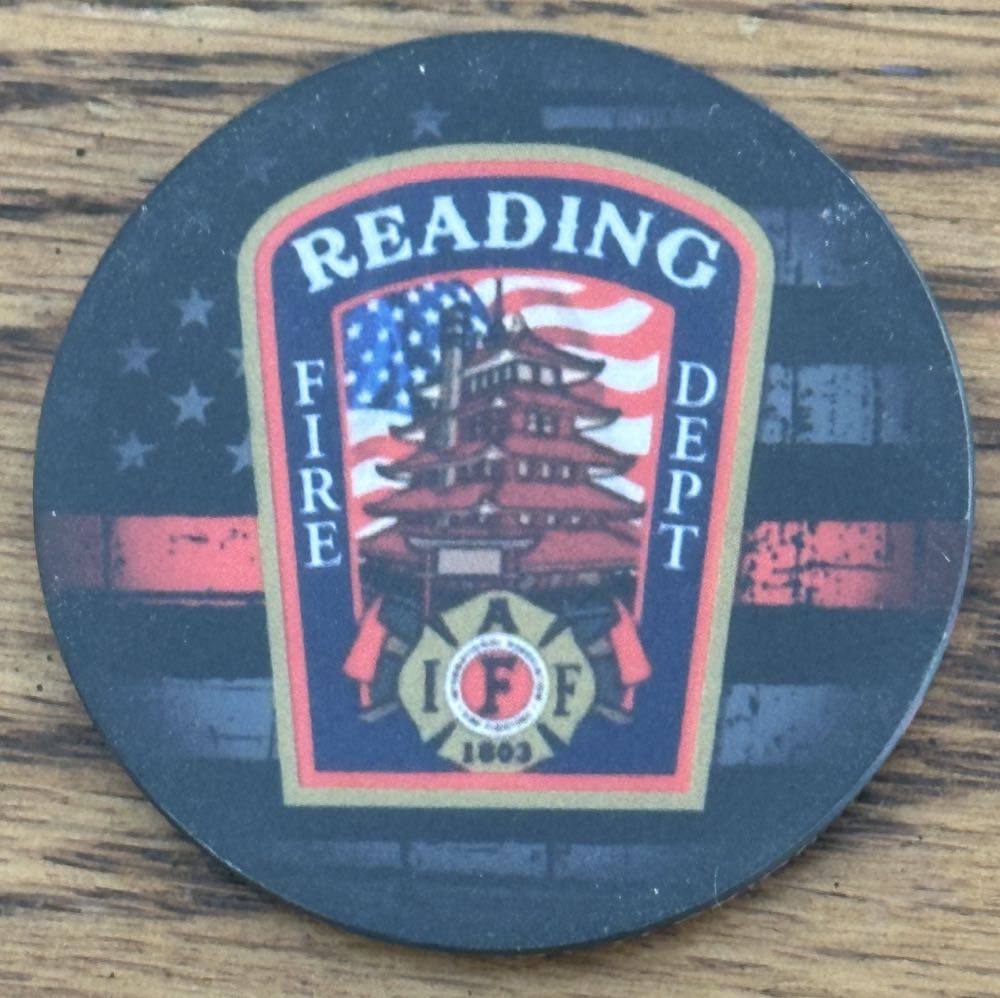 READING
FIRE
DEPT
I A F F
F
1803